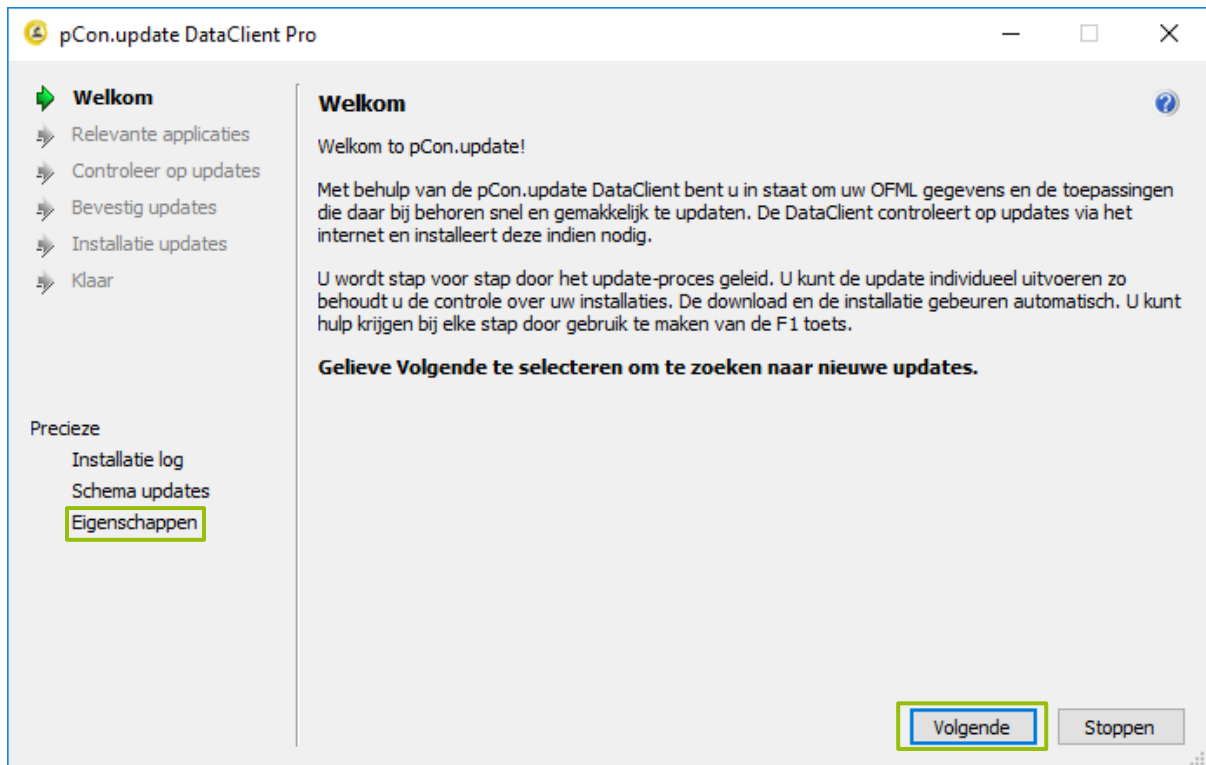 pCon.update DataClient Pro
Welkom
Relevante applicaties
Controleer op updates
Bevestig updates
Installatie updates
Klaar
Precieze
Installatie log
Schema updates
Eigenschappen
Welkom
Welkom to pCon.update!
Met behulp van de pCon.update DataClient bent u in staat om uw OFML gegevens en de toepassingen
die daar bij behoren snel en gemakkelijk te updaten. De DataClient controleert op updates via het
internet en installeert deze indien nodig.
U wordt stap voor stap door het update-proces geleid. U kunt de update individueel uitvoeren zo
behoudt u de controle over uw installaties. De download en de installatie gebeuren automatisch. U kunt
hulp krijgen bij elke stap door gebruik te maken van de F1 toets.
Gelieve Volgende te selecteren om te zoeken naar nieuwe updates.
Volgende
Stoppen